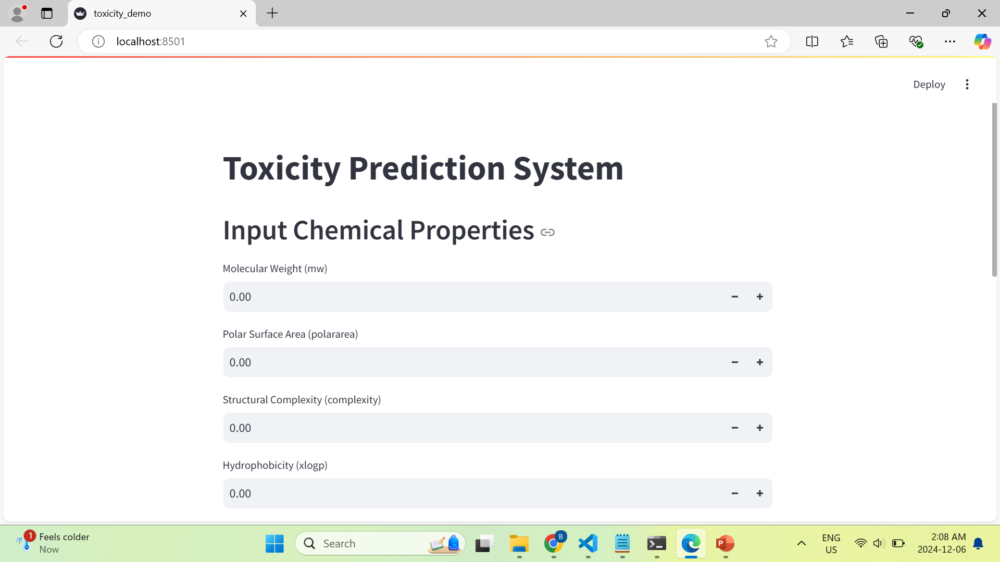 toxicity_demo
localhost:8501
Deploy
Toxicity Prediction System
Input Chemical Properties
Molecular Weight (mw)
0.00
Polar Surface Area (polararea)
0.00
Structural Complexity (complexity)
0.00
Hydrophobicity (xlogp)
0.00
1
Feels colder
Now
Search
B
P
ENG
US
2:08 AM
2024-12-06